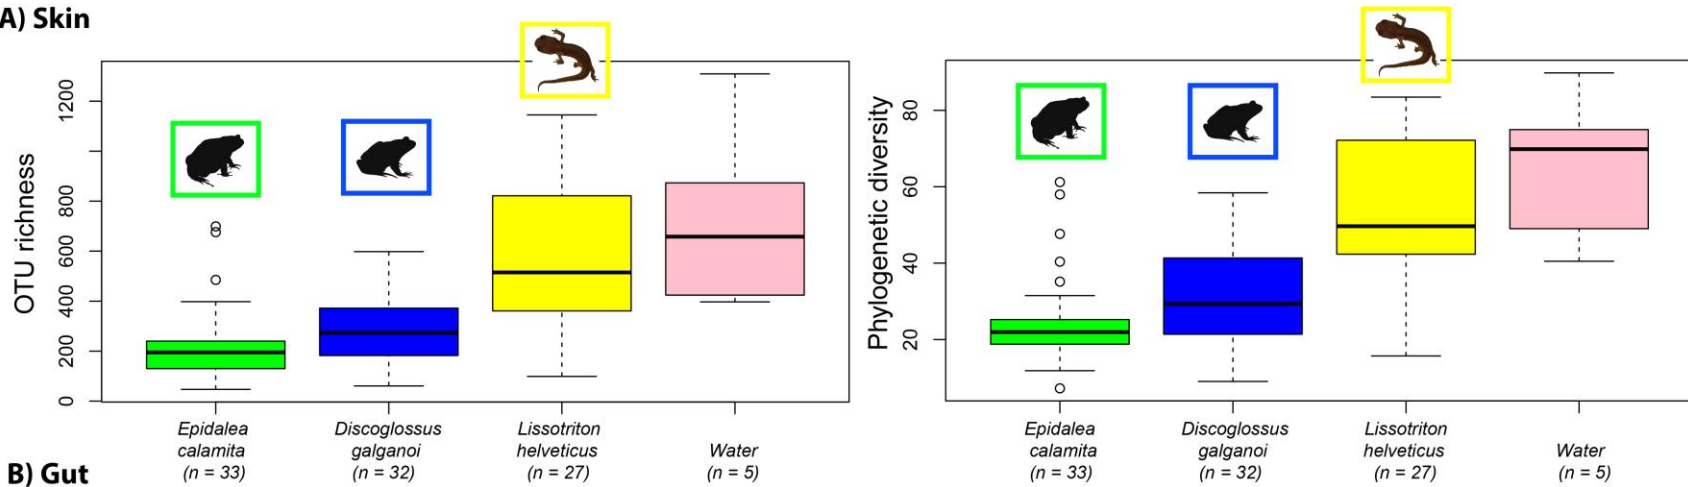 A) Skin
OTU richness
0
200
400
600
800
1200
Epidalea
calamita
(n = 33)
Discoglossus
galganoi
(n = 32)
Lissotriton
helveticus
(n = 27)
Water
(n = 5)
Phylogenetic diversity
20
40
60
80
Epidalea
calamita
(n = 33)
Discoglossus
galganoi
(n = 32)
Lissotriton
helveticus
(n = 27)
Water
(n = 5)
B) Gut